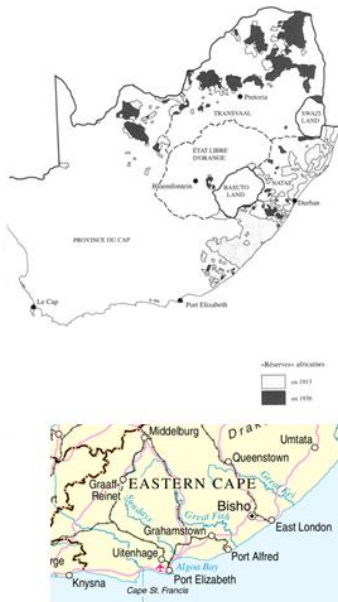 Pretoria
TRANSVAAL
SWAZI
LAND
ÉTAT LIBRE
D'ORANGE
Bloemfontein
BASUTO
LAND
NATAL
Durban
PROVINCE DU CAP
Le Cap
Port Elizabeth
«Réserves» africaines
en 1913
en 1936
Middelburg
Umtata
Queenstown
Graaff-
Reinet
EASTERN CAPE
Great Kei
Sundays
Great Fish
Bisho
East London
Grahamstown
Uitenhage
Port Alfred
Algoa Bay
Port Elizabeth
Knysna
Cape St. Francis